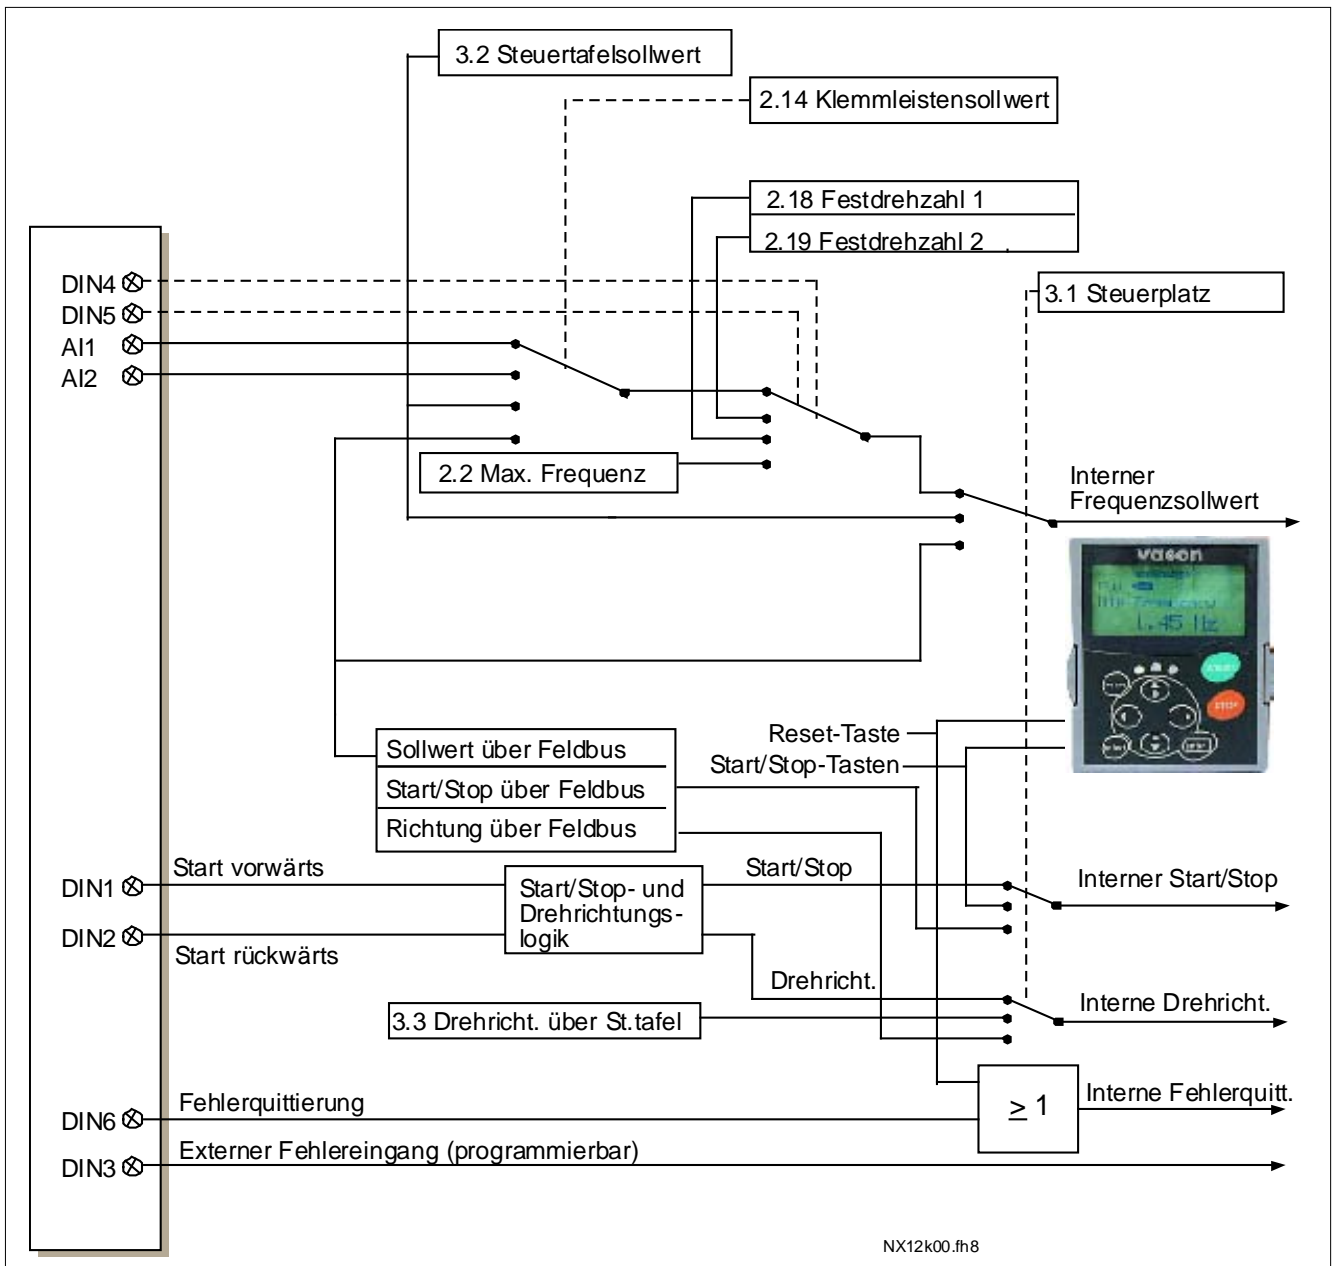 3.2 Steuertafelsollwert
2.14 Klemmleistensollwert
2.18 Festdrehzahl 1
2.19 Festdrehzahl 2
3.1 Steuerplatz
DIN4
DIN5
AI1
AI2
2.2 Max. Frequenz
Interner
Frequenzsollwert
vacon
1.45 Hz
STOP
Reset-Taste
Start/Stop-Tasten
Sollwert über Feldbus
Start/Stop über Feldbus
Richtung über Feldbus
DIN1
Start vorwärts
Start/Stop- und
Drehrichtungs-
logik
Start/Stop
Interner Start/Stop
DIN2
Start rückwärts
Drehricht.
Interne Drehricht.
3.3 Drehricht. über St.tafel
DIN6
Fehlerquittierung
≥ 1
Interne Fehlerquitt.
DIN3
Externer Fehlereingang (programmierbar)
NX12k00.fh8